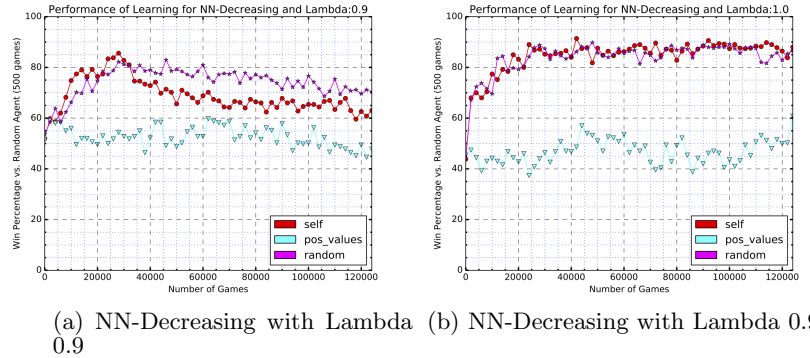 Performance of Learning for NN-Decreasing and Lambda:0.9
Win Percentage vs. Random Agent (500 games)
100
80
60
40
20
0
0 20000 40000 60000 80000 100000 120000
Number of Games
self
pos_values
random
Performance of Learning for NN-Decreasing and Lambda:1.0
Win Percentage vs. Random Agent (500 games)
100
80
60
40
20
0
0 20000 40000 60000 80000 100000 120000
Number of Games
self
pos_values
random
(a) NN-Decreasing with Lambda
0.9
(b) NN-Decreasing with Lambda 0.9